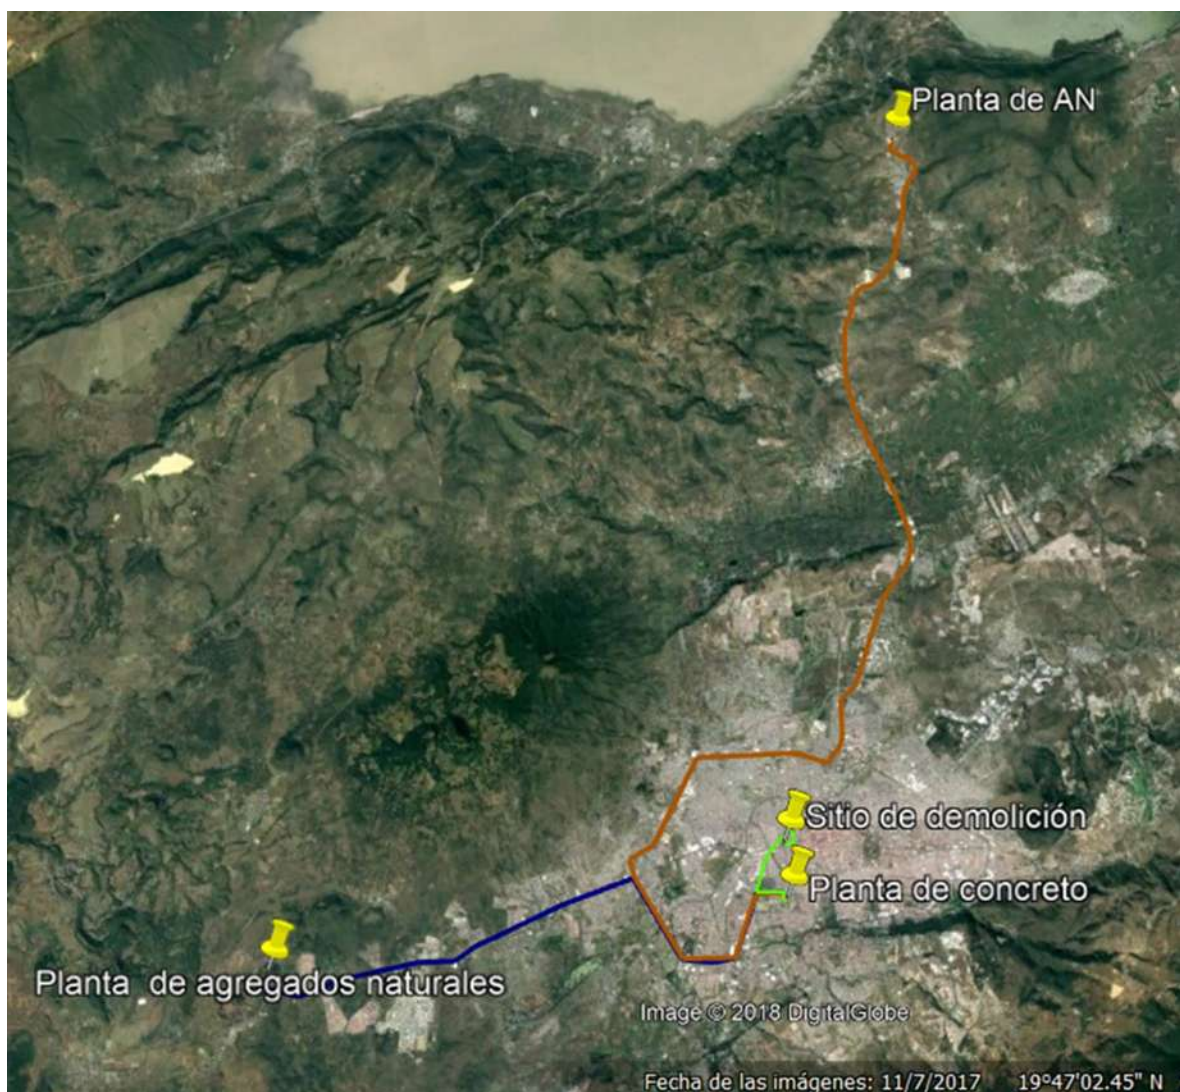 Planta de AN
Sitio de demolición
Planta de concreto
Planta de agregados naturales
Image © 2018 DigitalGlobe
Fecha de las imágenes: 11/7/2017 19°47'02.45" N